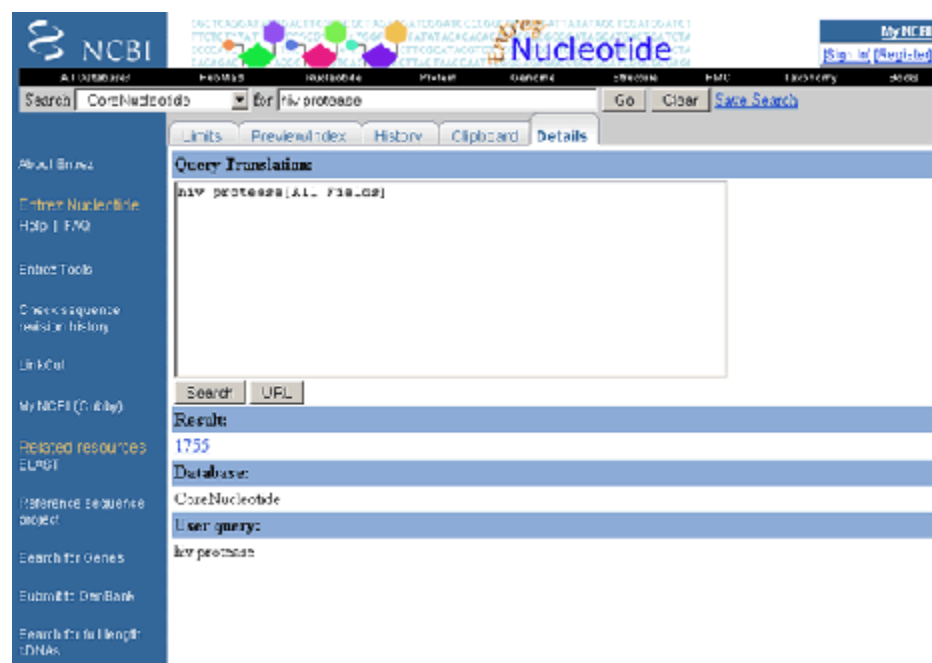 NCBI
Nucleotide
My NCBI
[Sign In] [Register]
All Databases PubMed Nucleotide Protein Genome Structure PMC Taxonomy Books
Search CoreNucleotide for hiv protease Go Clear Save Search
Limits Preview/Index History Clipboard Details
About Entrez
Query Translation:
hiv protease[All Fields]
Entrez Nucleotide
Help | FAQ
Entrez Tools
Check sequence
revision history
LinkOut
My NCBI (Cubby)
Search URL
Result:
Related resources
BLAST
1755
Database:
Reference sequence
project
CoreNucleotide
User query:
hiv protease
Search for Genes
Submit to GenBank
Search for full length
cDNAs